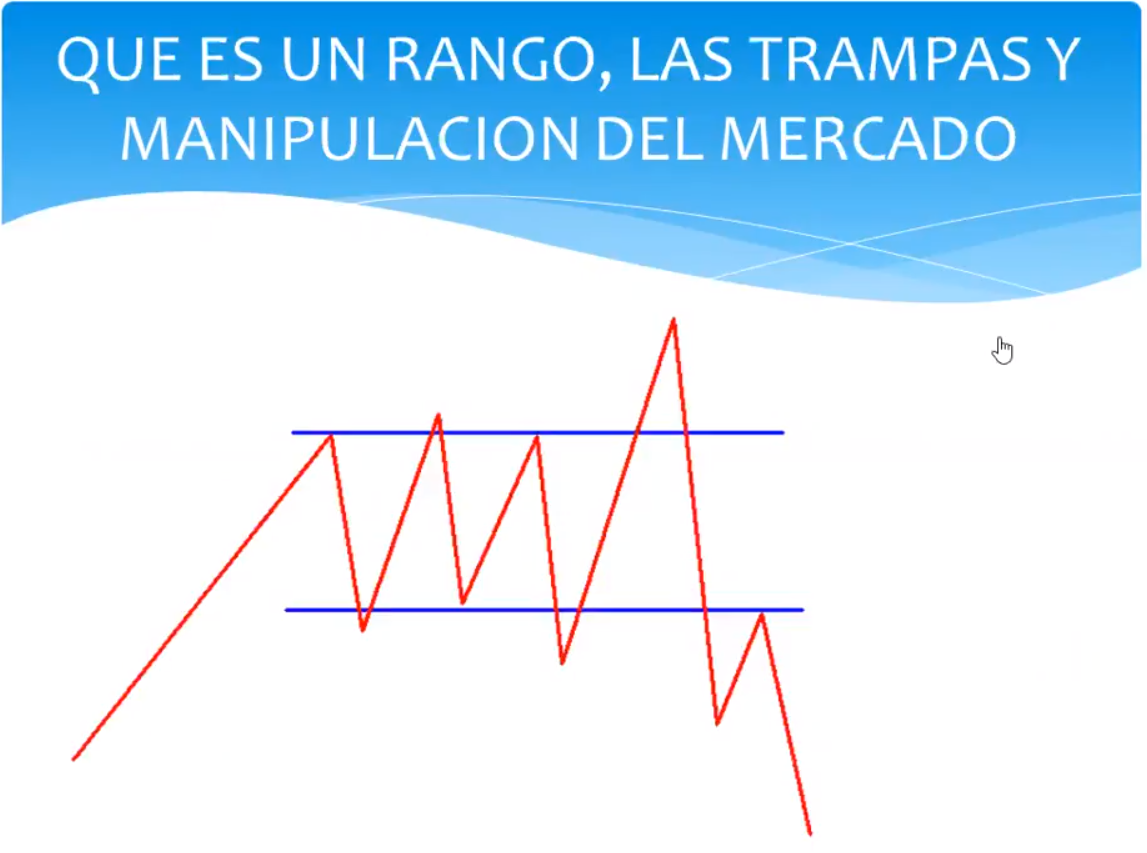 QUE ES UN RANGO, LAS TRAMPAS Y
MANIPULACION DEL MERCADO